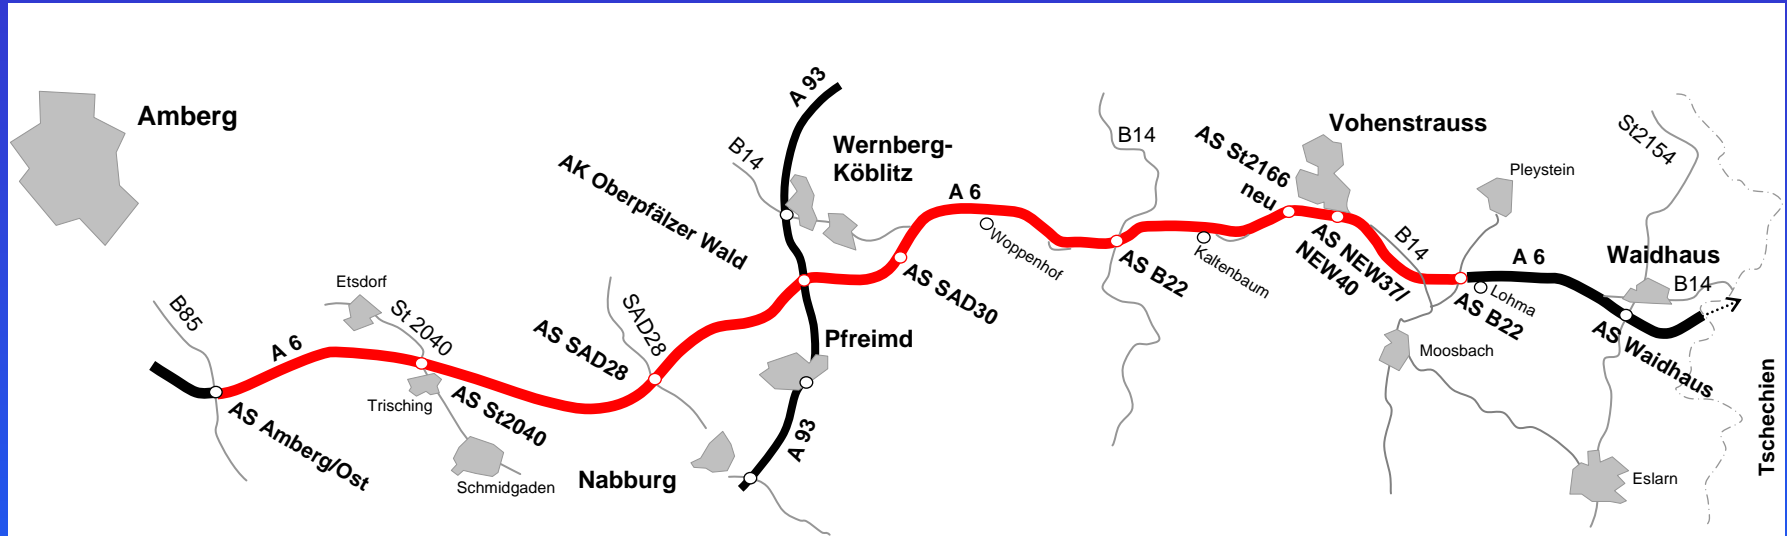 Amberg
A 93
B14
Wernberg-
Köblitz
AK Oberpfälzer Wald
A 6
Woppenhof
B14
AS St2166
neu
Vohenstrauss
Pleystein
St2154
Etsdorf
St 2040
B85
A 6
SAD28
AS SAD28
AS SAD30
AS B22
Kaltenbaum
AS NEW37/
NEW40
B14
A 6
Lohma
AS B22
Waidhaus
B14
AS Waidhaus
Pfreimd
Moosbach
Trisching
AS St2040
AS Amberg/Ost
Schmidgaden
Nabburg
A 93
Eslarn
Tschechien